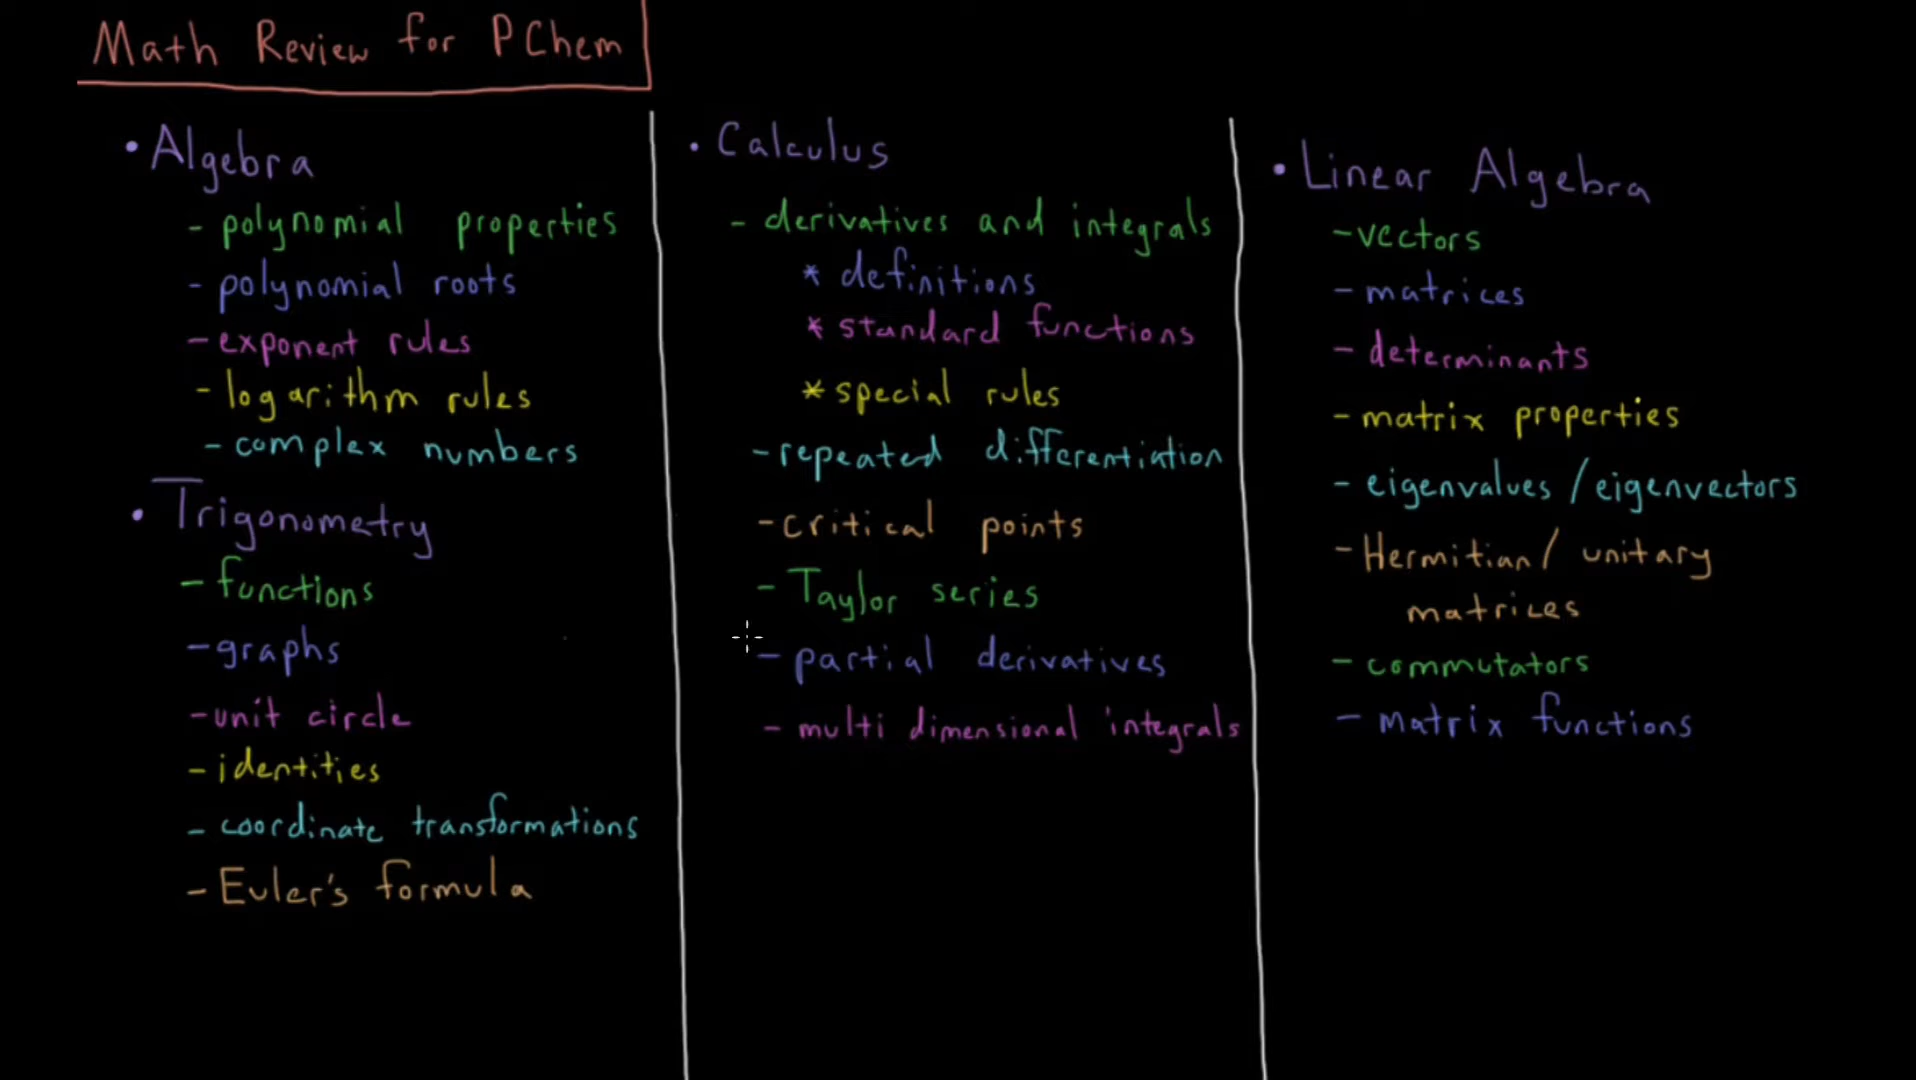 Math Review for PChem
• Algebra
- polynomial properties
- polynomial roots
- exponent rules
- logarithm rules
- complex numbers
• Trigonometry
- functions
- graphs
- unit circle
- identities
- coordinate transformations
- Euler's formula
• Calculus
- derivatives and integrals
* definitions
* standard functions
* special rules
- repeated differentiation
- critical points
- Taylor series
- partial derivatives
- multi dimensional integrals
• Linear Algebra
- vectors
- matrices
- determinants
- matrix properties
- eigenvalues / eigenvectors
- Hermitian / unitary
matrices
- commutators
- matrix functions